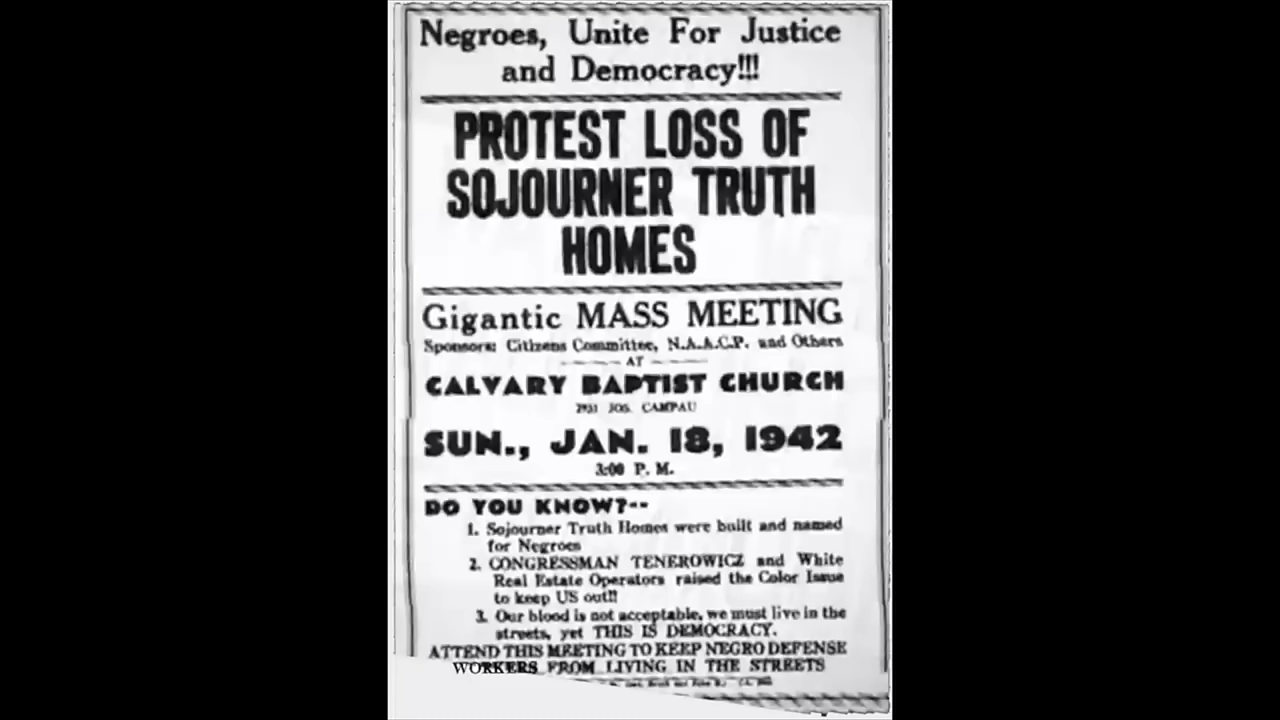 Negroes, Unite For Justice
and Democracy!!!
PROTEST LOSS OF
SOJOURNER TRUTH
HOMES
Gigantic MASS MEETING
Sponsors: Citizens Committee, N.A.A.C.P. and Others
AT
CALVARY BAPTIST CHURCH
2931 JOS. CAMPAU
SUN., JAN. 18, 1942
3:00 P. M.
DO YOU KNOW?--
1. Sojourner Truth Homes were built and named
for Negroes
2. CONGRESSMAN TENEROWICZ and White
Real Estate Operators raised the Color Issue
to keep US out!!
3. Our blood is not acceptable, we must live in the
streets, yet THIS IS DEMOCRACY.
ATTEND THIS MEETING TO KEEP NEGRO DEFENSE
WORKERS FROM LIVING IN THE STREETS